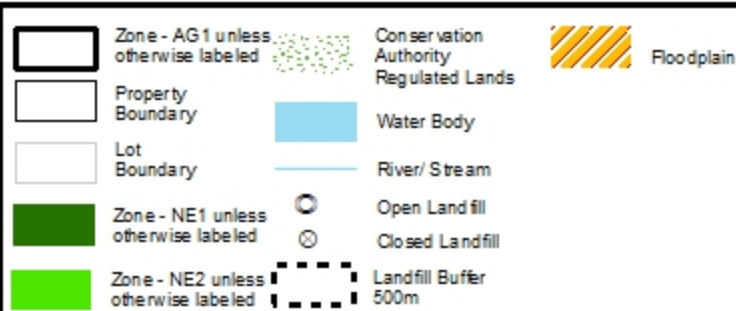 Zone - AG1 unless
otherwise labeled
Property
Boundary
Lot
Boundary
Zone - NE1 unless
otherwise labeled
Zone - NE2 unless
otherwise labeled
Conservation
Authority
Regulated Lands
Water Body
River/ Stream
Open Landfill
Closed Landfill
Landfill Buffer
500m
Floodplain